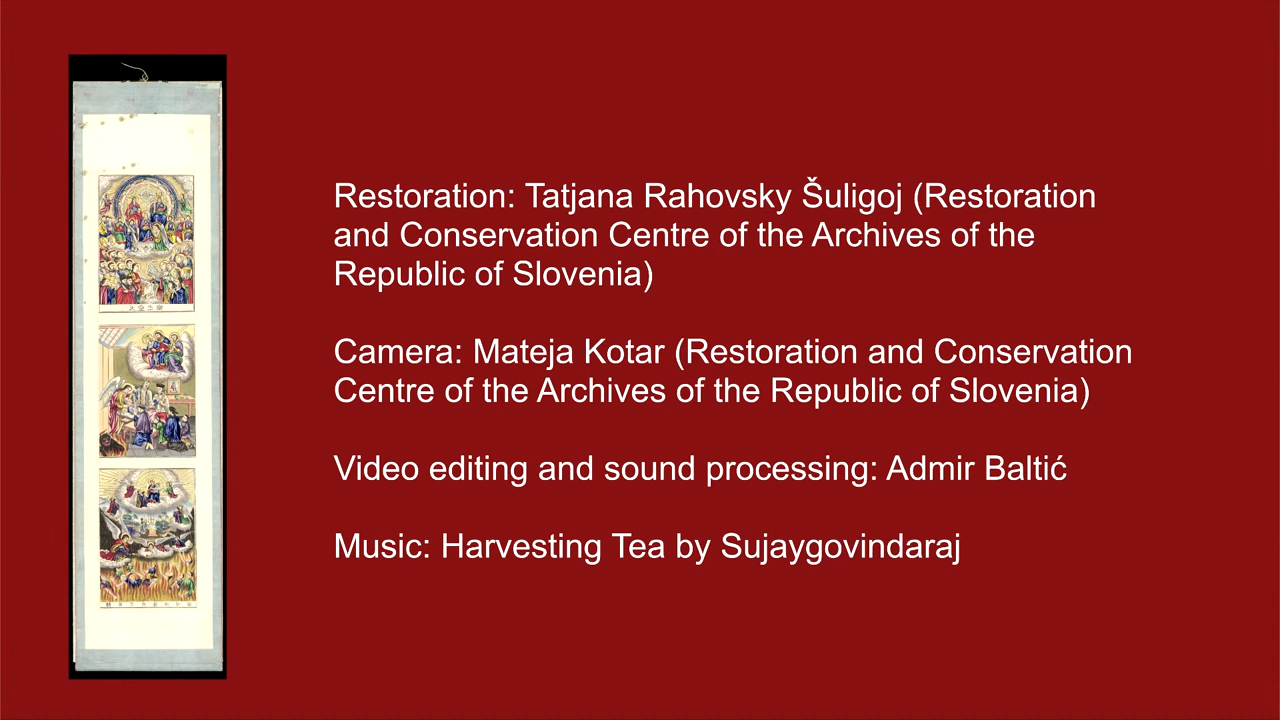 Restoration: Tatjana Rahovsky Šuligoj (Restoration
and Conservation Centre of the Archives of the
Republic of Slovenia)
Camera: Mateja Kotar (Restoration and Conservation
Centre of the Archives of the Republic of Slovenia)
Video editing and sound processing: Admir Baltić
Music: Harvesting Tea by Sujaygovindaraj